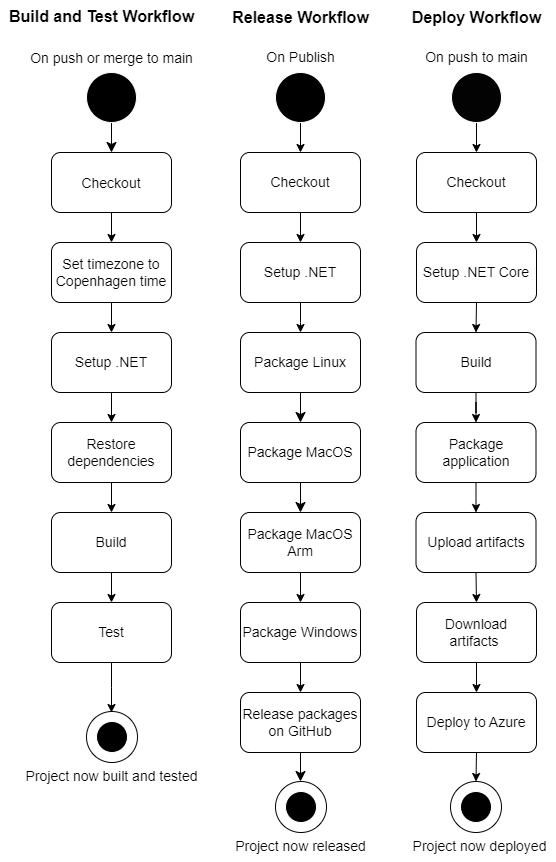 Build and Test Workflow
On push or merge to main
Checkout
Set timezone to
Copenhagen time
Setup .NET
Restore
dependencies
Build
Test
Project now built and tested
Release Workflow
On Publish
Checkout
Setup .NET
Package Linux
Package MacOS
Package MacOS
Arm
Package Windows
Release packages
on GitHub
Project now released
Deploy Workflow
On push to main
Checkout
Setup .NET Core
Build
Package
application
Upload artifacts
Download
artifacts
Deploy to Azure
Project now deployed